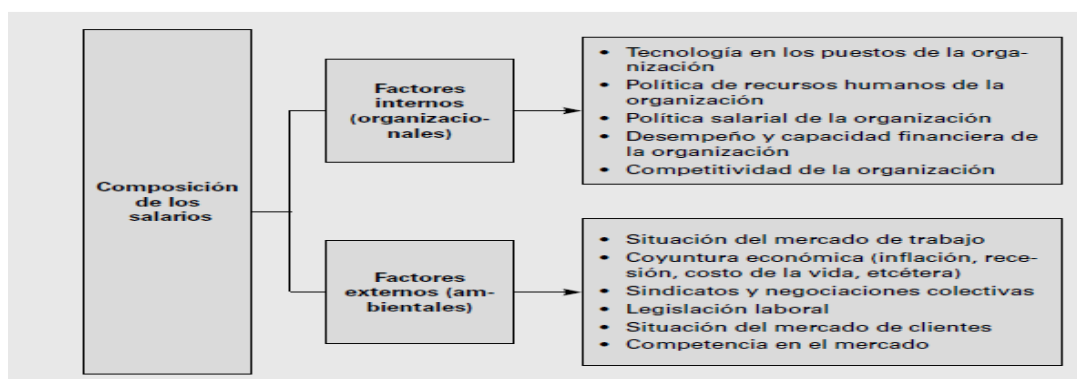 Composición
de los
salarios
Factores
internos
(organizacio-
nales)
• Tecnología en los puestos de la orga-
nización
• Política de recursos humanos de la
organización
• Política salarial de la organización
• Desempeño y capacidad financiera de
la organización
• Competitividad de la organización
Factores
externos (am-
bientales)
• Situación del mercado de trabajo
• Coyuntura económica (inflación, rece-
sión, costo de la vida, etcétera)
• Sindicatos y negociaciones colectivas
• Legislación laboral
• Situación del mercado de clientes
• Competencia en el mercado